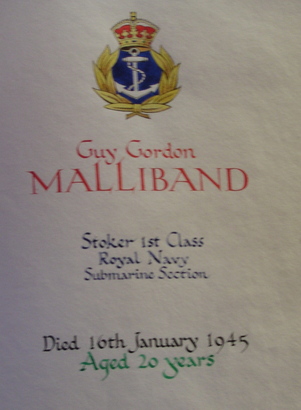 Guy Gordon
MALLIBAND
Stoker 1st Class
Royal Navy
Submarine Section
Died 16th January 1945
Aged 20 years